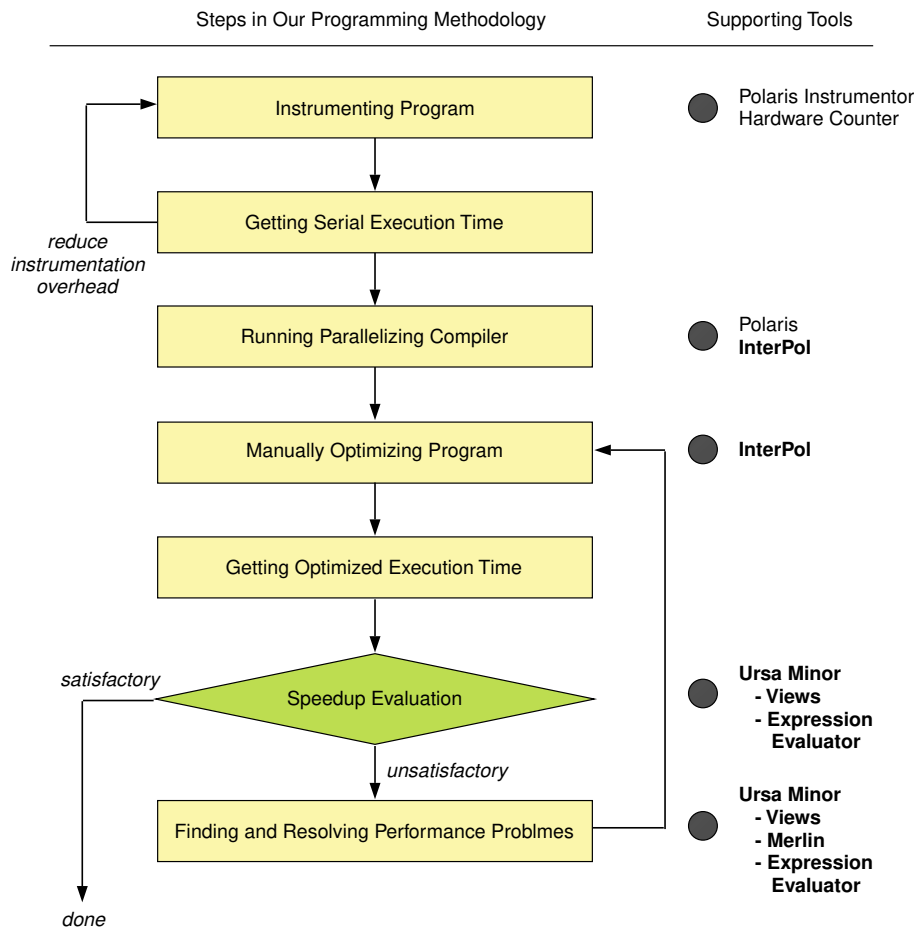 Steps in Our Programming Methodology
Supporting Tools
Instrumenting Program
Polaris Instrumentor
Hardware Counter
Getting Serial Execution Time
reduce
instrumentation
overhead
Running Parallelizing Compiler
Polaris
InterPol
Manually Optimizing Program
InterPol
Getting Optimized Execution Time
satisfactory
Speedup Evaluation
Ursa Minor
- Views
- Expression
Evaluator
unsatisfactory
Finding and Resolving Performance Problmes
Ursa Minor
- Views
- Merlin
- Expression
Evaluator
done